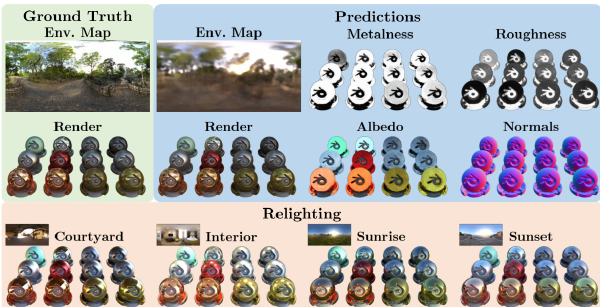 Ground Truth
Predictions
Env. Map
Env. Map
Metalness
Roughness
Render
Render
Albedo
Normals
Relighting
Courtyard
Interior
Sunrise
Sunset